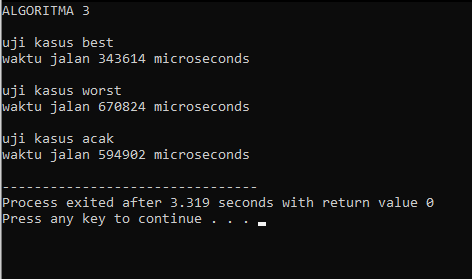 ALGORITMA 3
uji kasus best
waktu jalan 343614 microseconds
uji kasus worst
waktu jalan 670824 microseconds
uji kasus acak
waktu jalan 594902 microseconds
--------------------------------
Process exited after 3.319 seconds with return value 0
Press any key to continue . . .